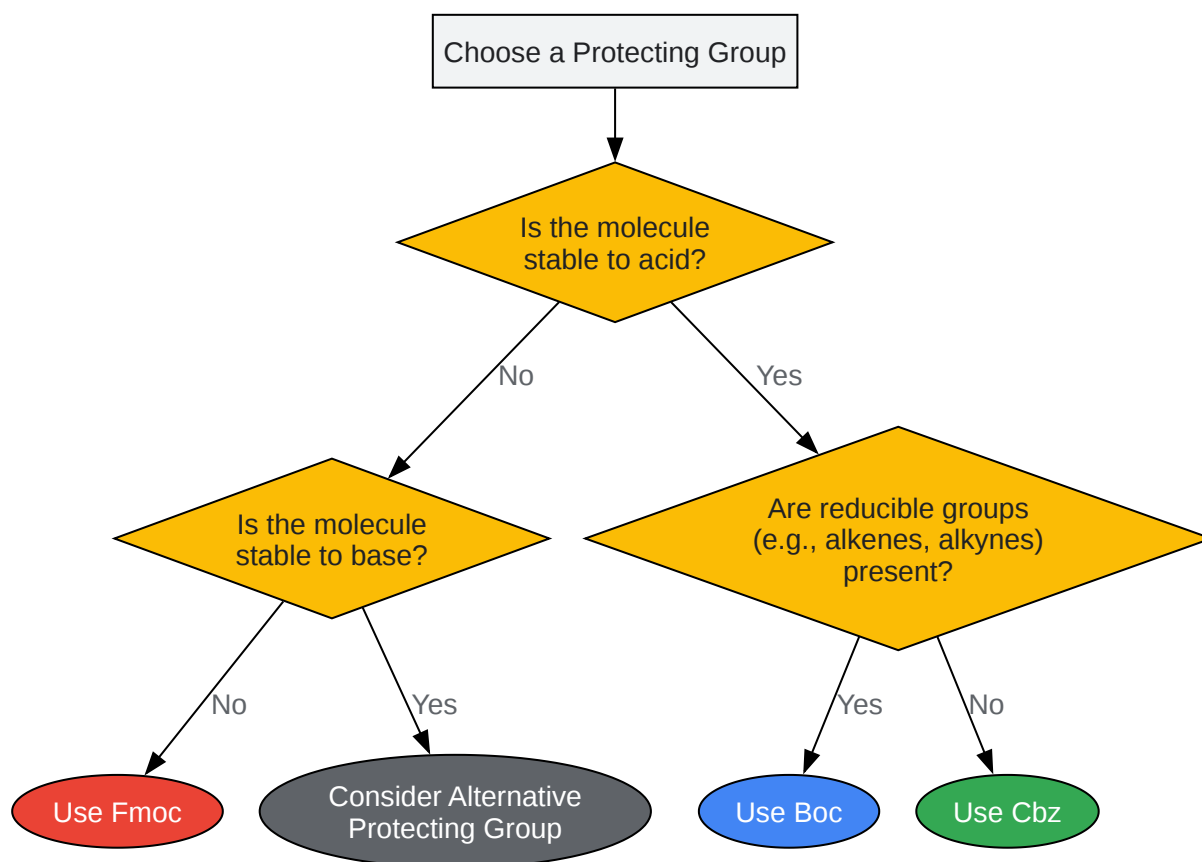 Choose a Protecting Group
Is the molecule
stable to acid?
No
Yes
Is the molecule
stable to base?
Are reducible groups
(e.g., alkenes, alkynes)
present?
No
Yes
Yes
No
Use Fmoc
Consider Alternative
Protecting Group
Use Boc
Use Cbz